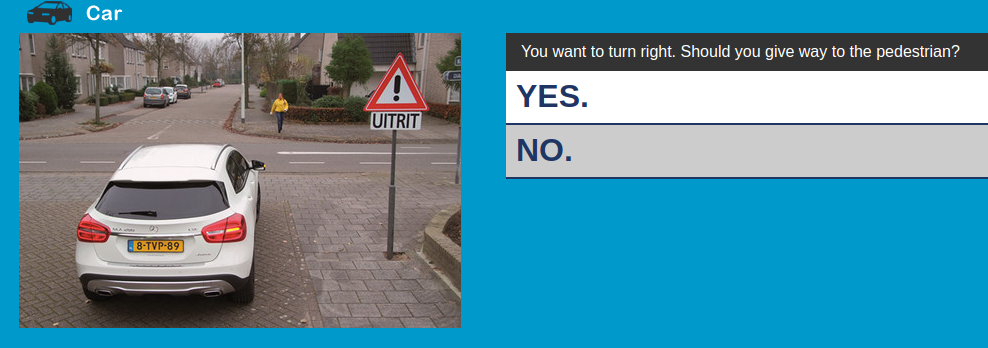 Car
You want to turn right. Should you give way to the pedestrian?
YES.
NO.
UITRIT
8-TVP-89